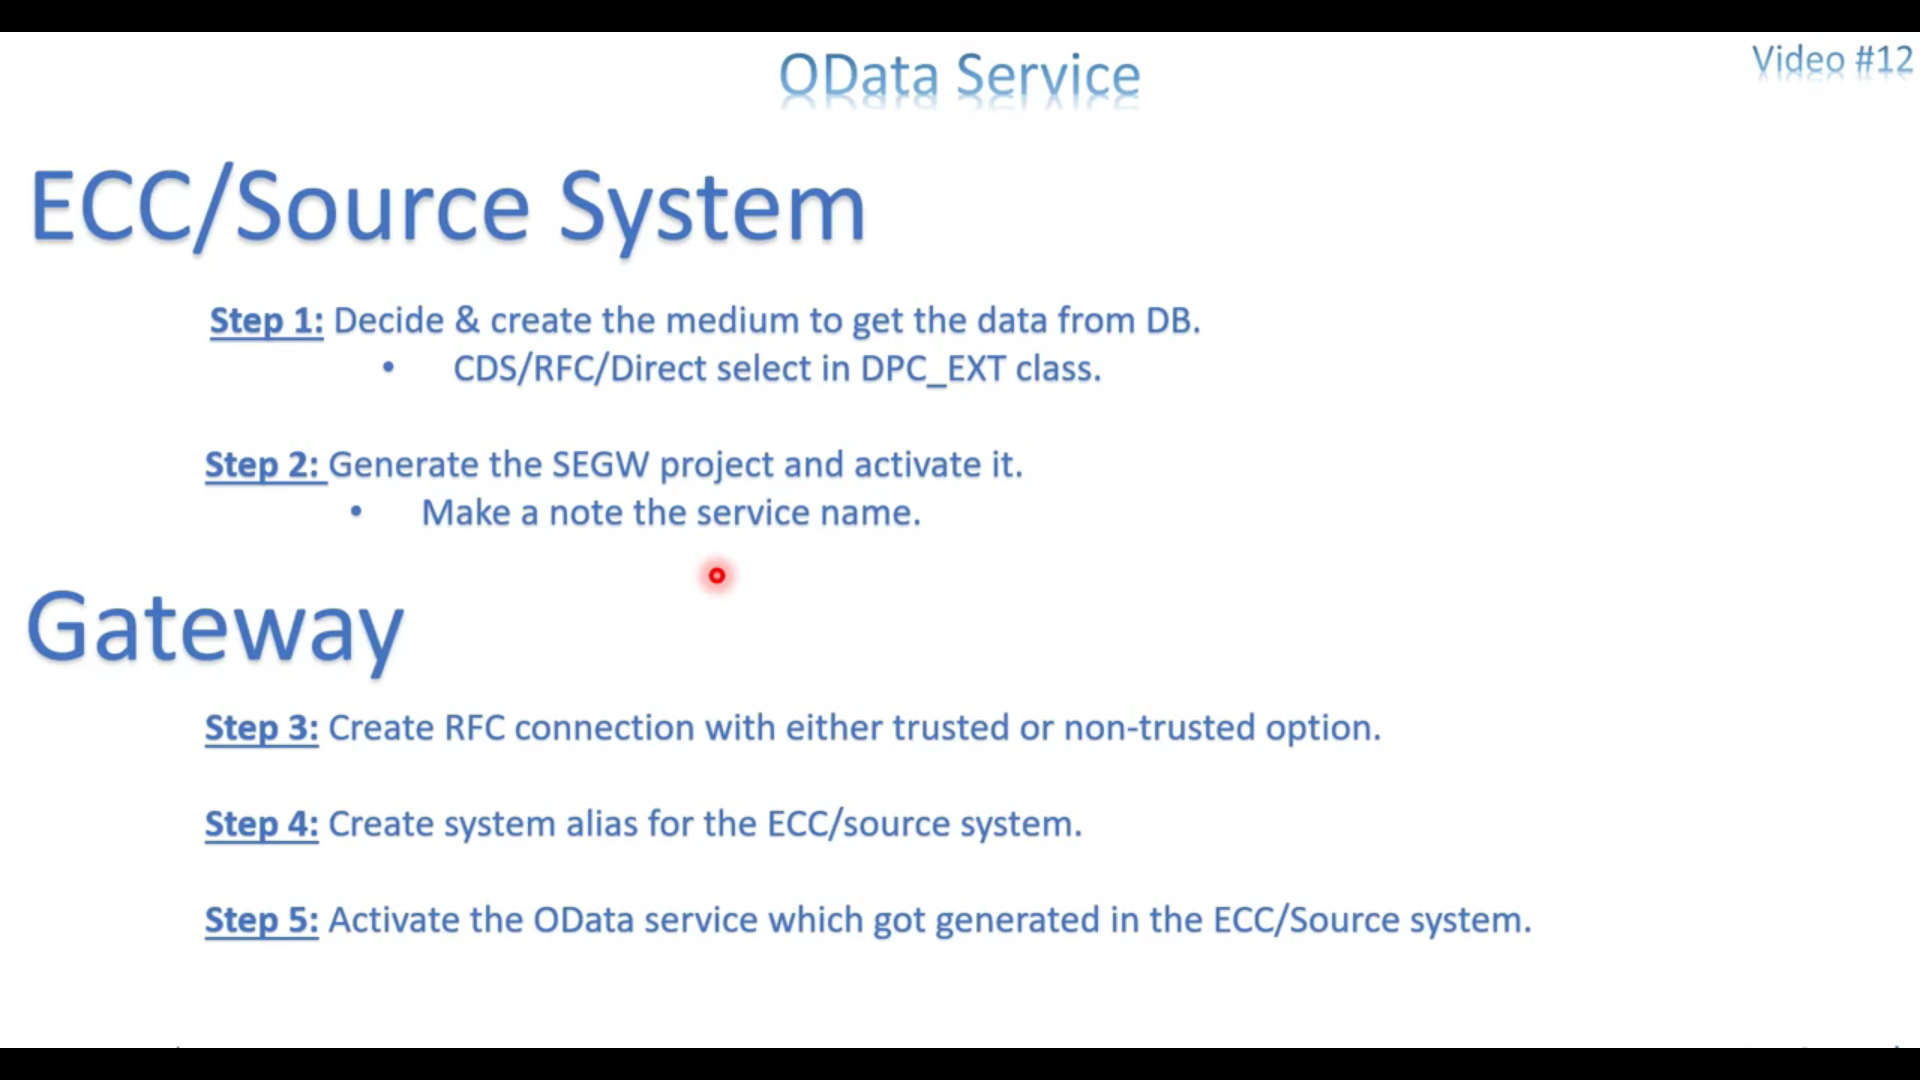 OData Service
Video #12
ECC/Source System
Step 1: Decide & create the medium to get the data from DB.
• CDS/RFC/Direct select in DPC_EXT class.
Step 2: Generate the SEGW project and activate it.
• Make a note the service name.
Gateway
Step 3: Create RFC connection with either trusted or non-trusted option.
Step 4: Create system alias for the ECC/source system.
Step 5: Activate the OData service which got generated in the ECC/Source system.